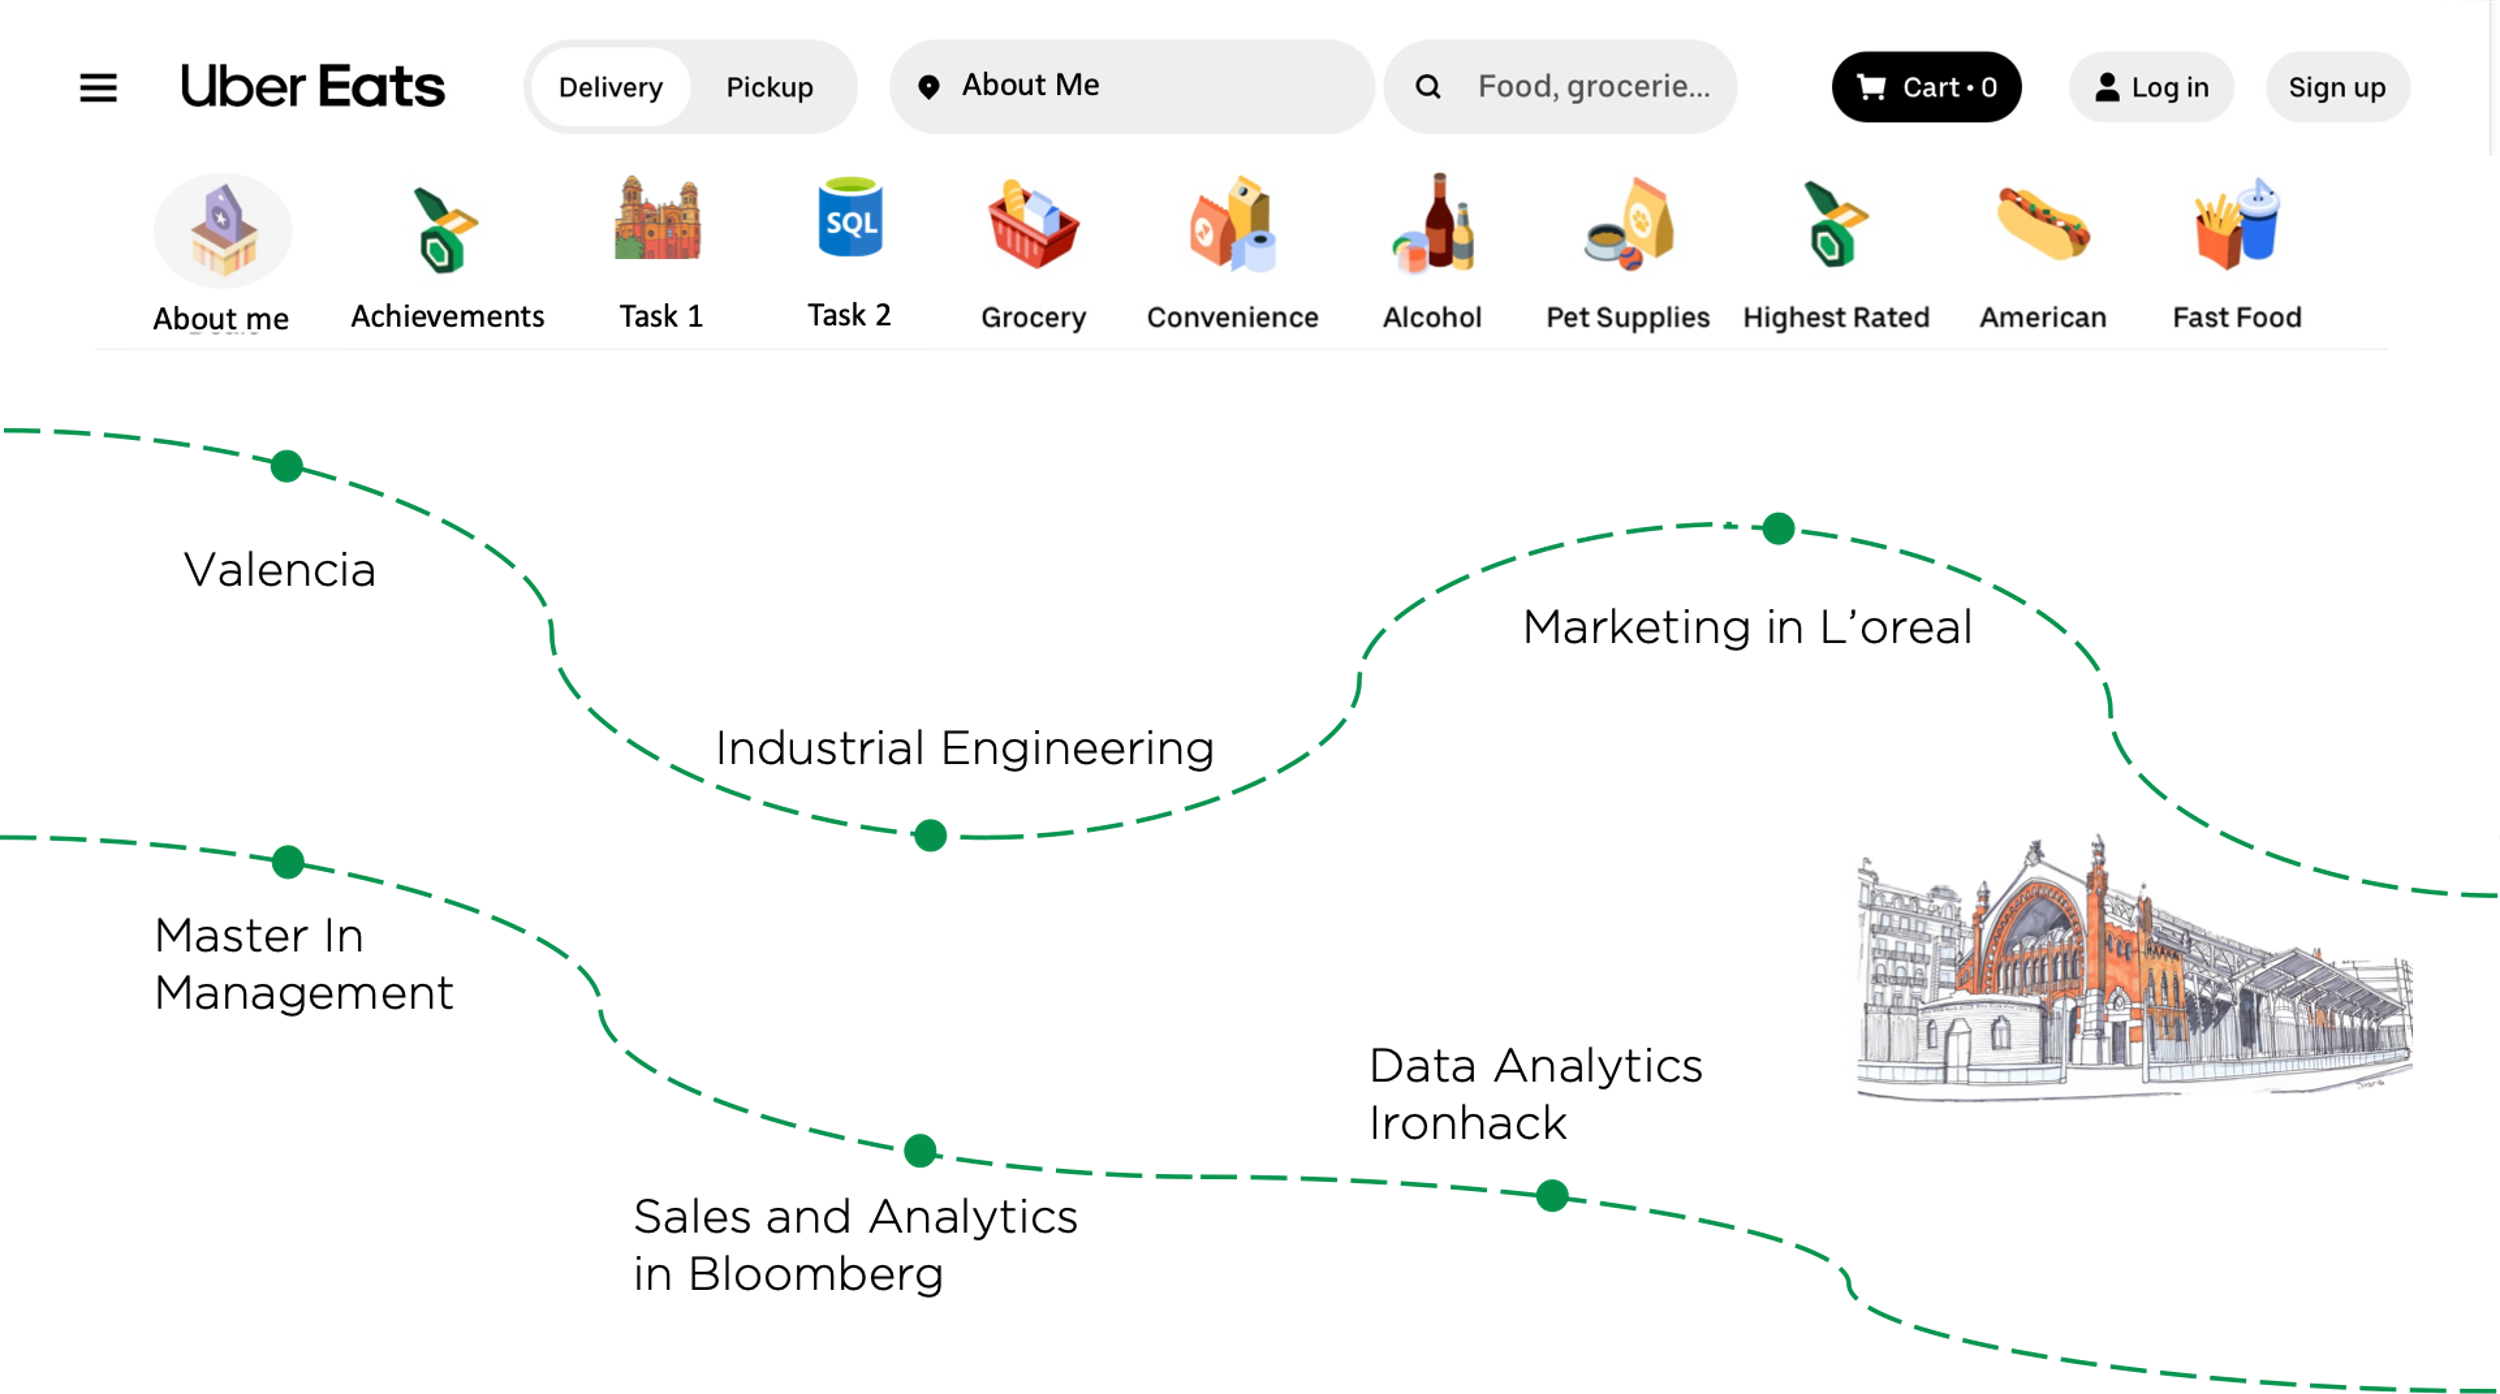 Uber Eats
Delivery
Pickup
About Me
Food, grocerie...
Cart • 0
Log in
Sign up
About me
Achievements
Task 1
SQL
Task 2
Grocery
Convenience
Alcohol
Pet Supplies
Highest Rated
American
Fast Food
Valencia
Industrial Engineering
Marketing in L’oreal
Master In
Management
Sales and Analytics
in Bloomberg
Data Analytics
Ironhack